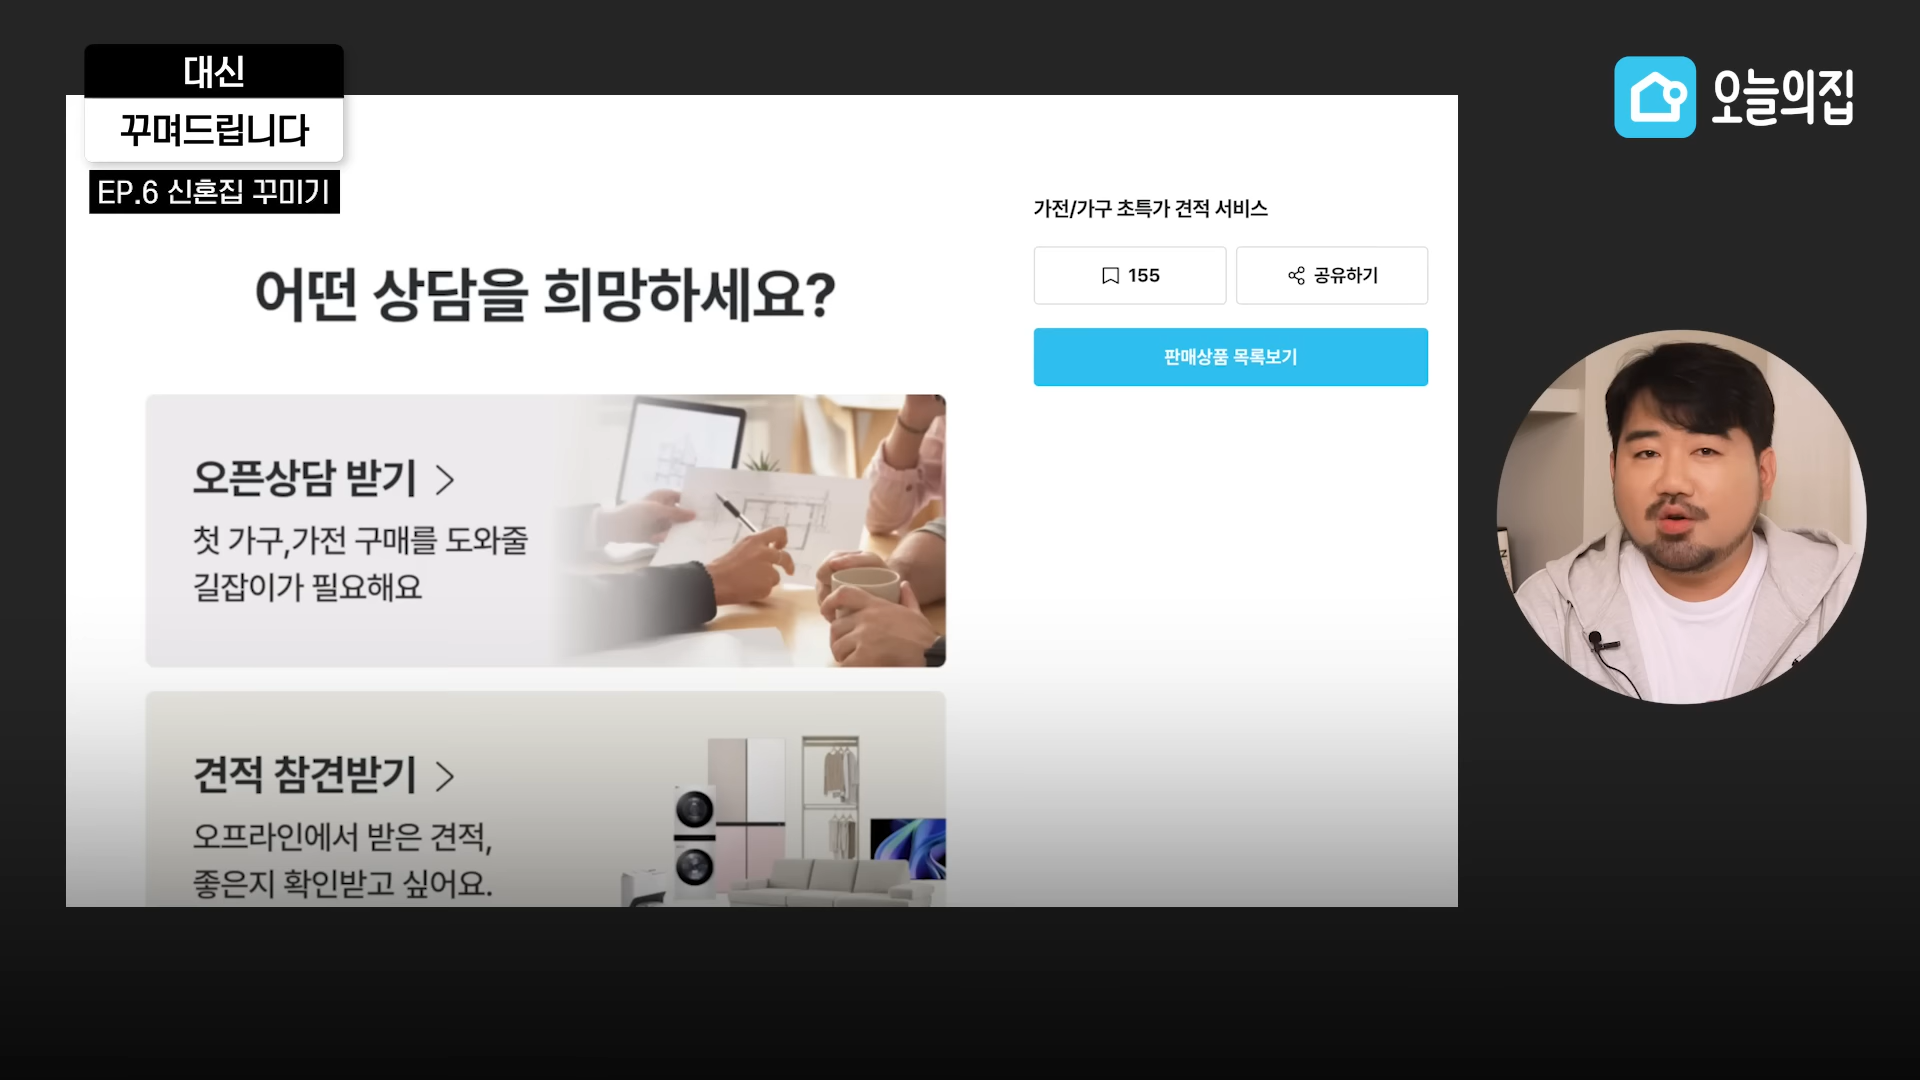 대신
꾸며드립니다
EP.6 신혼집 꾸미기
오늘의집
어떤 상담을 희망하세요?
오픈상담 받기 >
첫 가구,가전 구매를 도와줄
길잡이가 필요해요
견적 참견받기 >
오프라인에서 받은 견적,
좋은지 확인받고 싶어요.
가전/가구 초특가 견적 서비스
155
공유하기
판매상품 목록보기